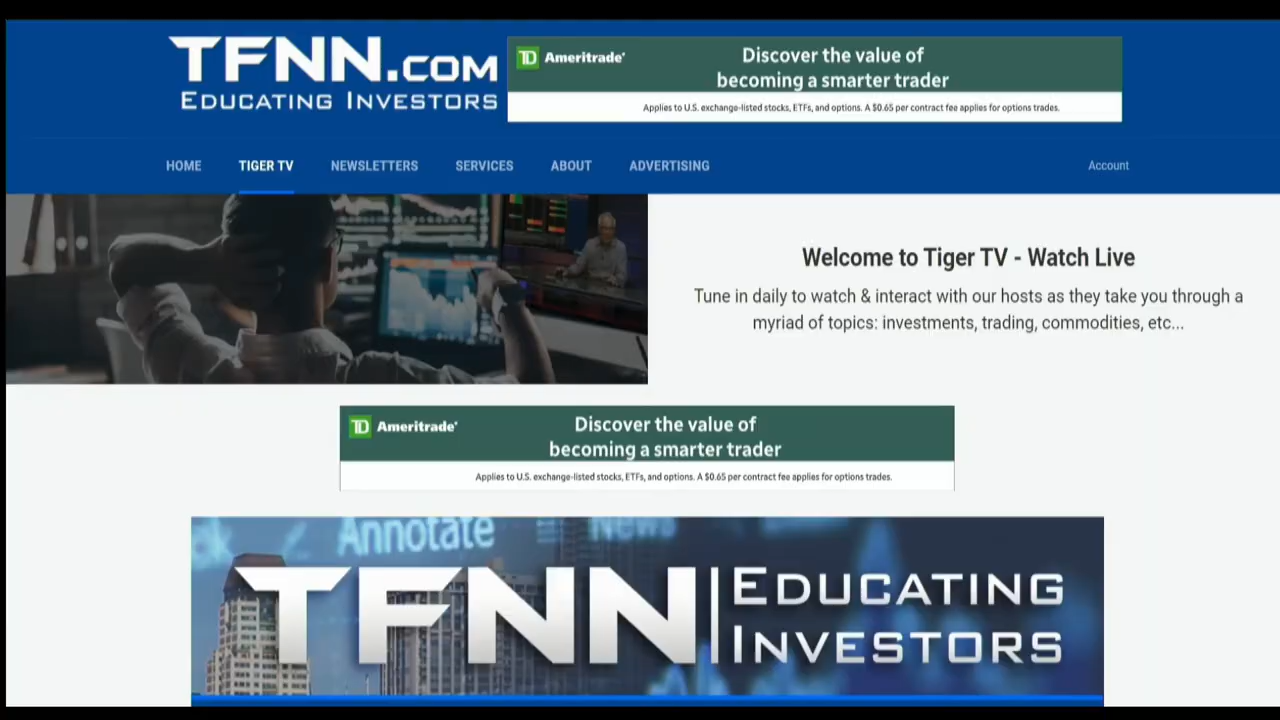 TFNN.COM
EDUCATING INVESTORS
TD Ameritrade®
Discover the value of
becoming a smarter trader
Applies to U.S. exchange-listed stocks, ETFs, and options. A $0.65 per contract fee applies for options trades.
HOME TIGER TV NEWSLETTERS SERVICES ABOUT ADVERTISING Account
Welcome to Tiger TV - Watch Live
Tune in daily to watch & interact with our hosts as they take you through a
myriad of topics: investments, trading, commodities, etc...
TD Ameritrade®
Discover the value of
becoming a smarter trader
Applies to U.S. exchange-listed stocks, ETFs, and options. A $0.65 per contract fee applies for options trades.
Annotate News
TFNN EDUCATING
INVESTORS